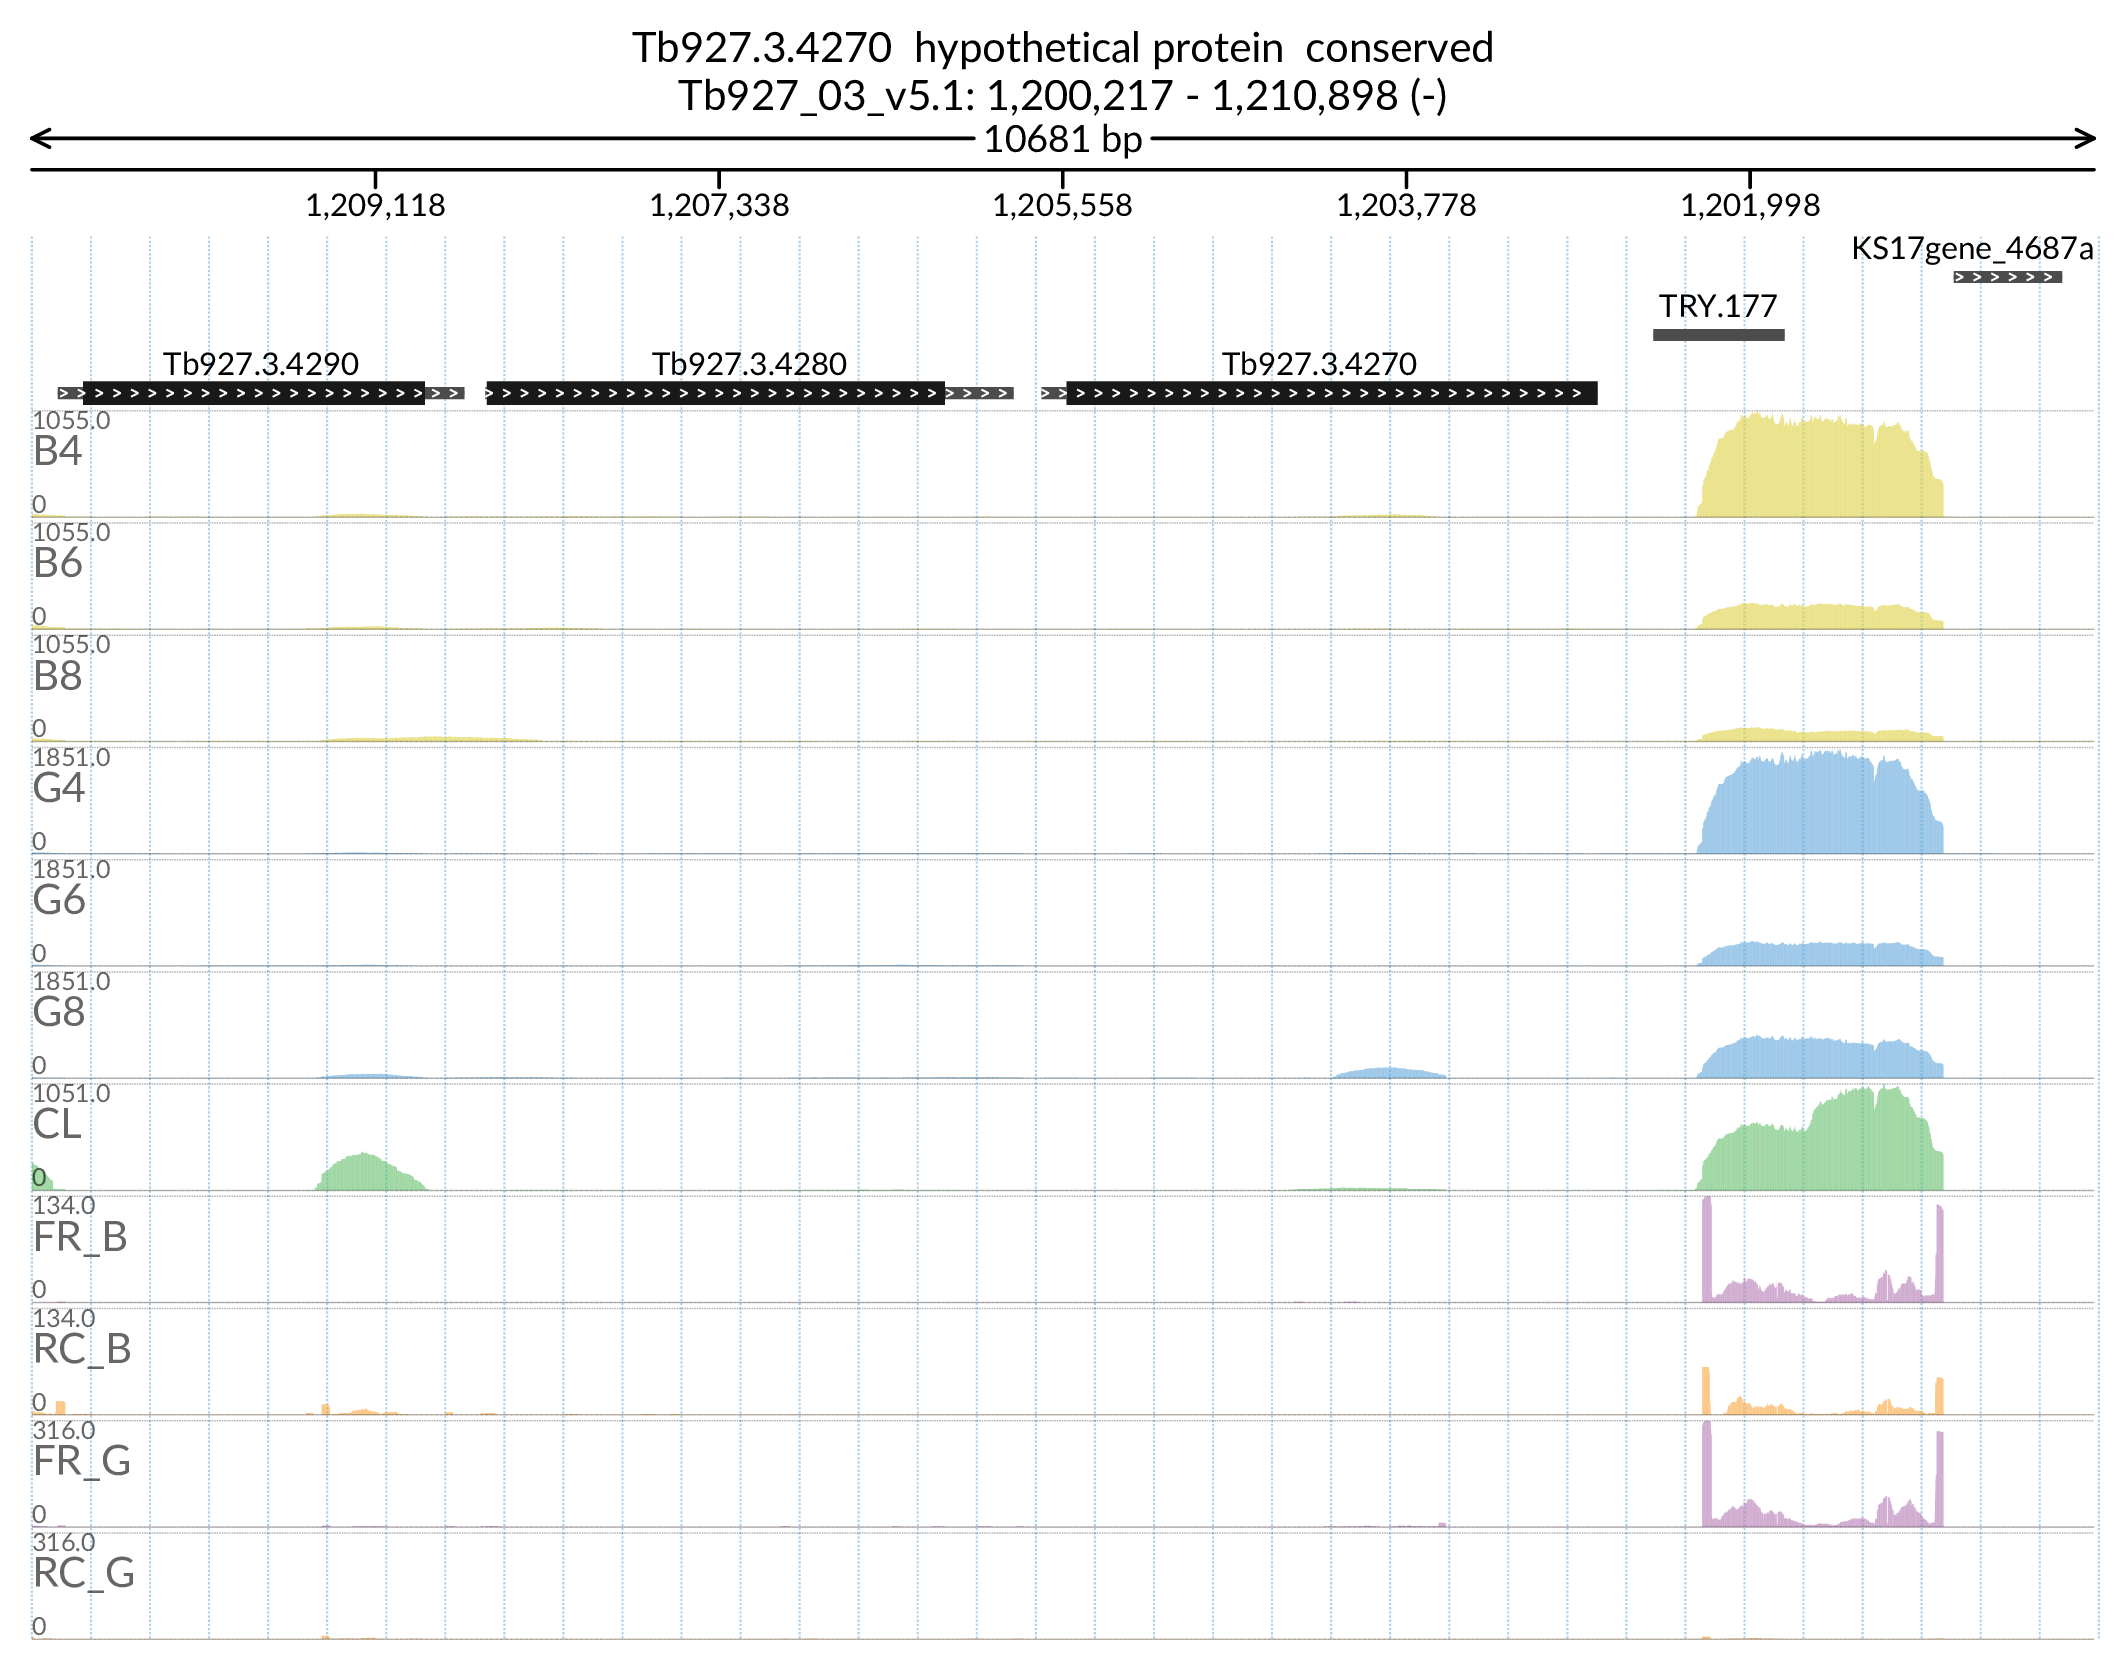 Tb927.3.4270  hypothetical protein  conserved
Tb927_03_v5.1: 1,200,217 - 1,210,898 (-)
10681 bp
1,209,118 1,207,338 1,205,558 1,203,778 1,201,998
KS17gene_4687a
TRY.177
Tb927.3.4290 Tb927.3.4280 Tb927.3.4270
1055.0
B4
0
1055.0
B6
0
1055.0
B8
0
1851.0
G4
0
1851.0
G6
0
1851.0
G8
0
1051.0
CL
0
134.0
FR_B
0
134.0
RC_B
0
316.0
FR_G
0
316.0
RC_G
0